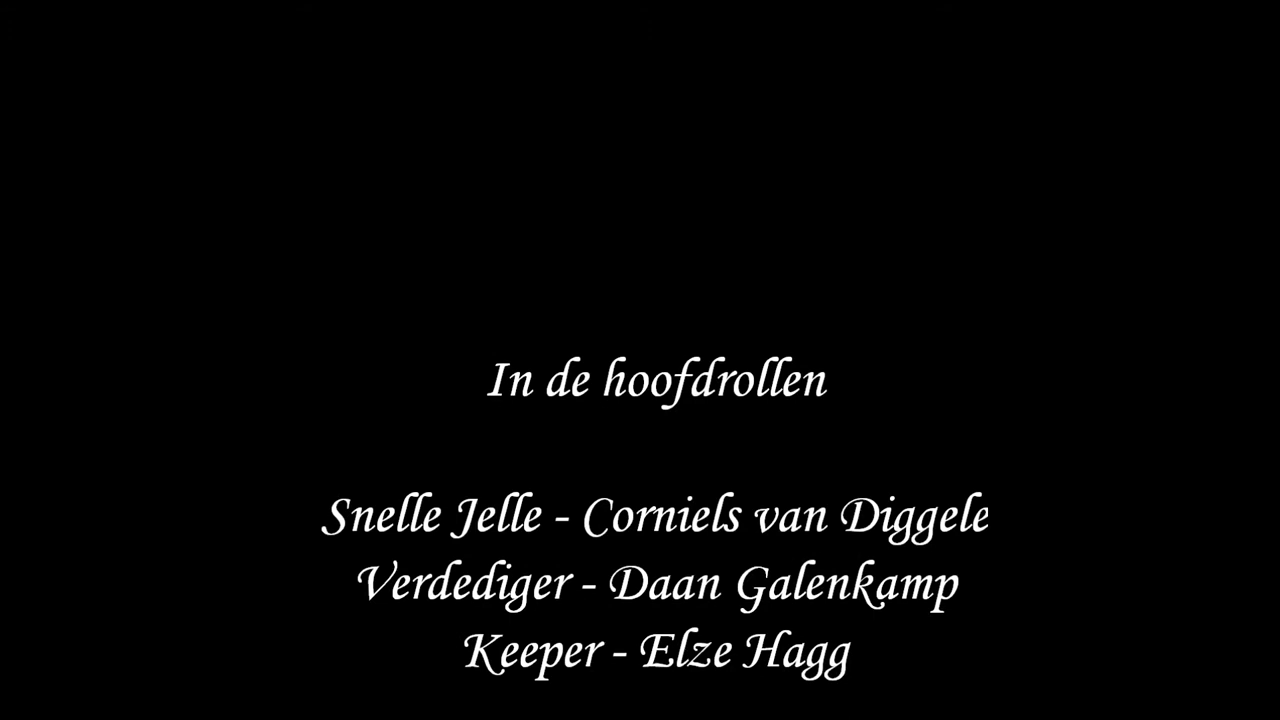 In de hoofdrollen
Snelle Jelle - Corniels van Diggele
Verdediger - Daan Galenkamp
Keeper - Elze Hagg